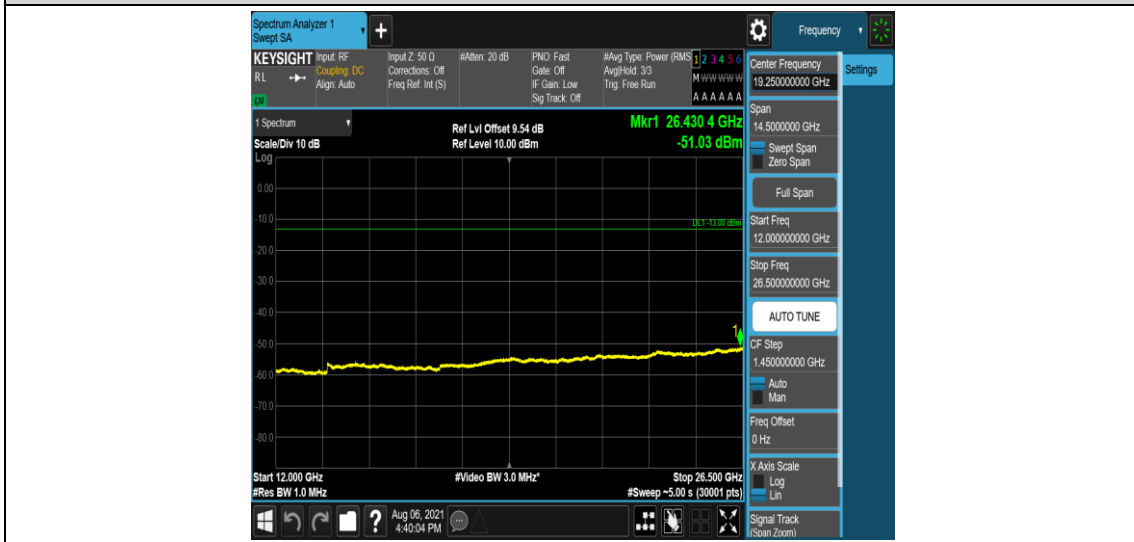 Spectrum Analyzer 1
Swept SA
+
Frequency
KEYSIGHT
RL
LXI
Input: RF
Coupling: DC
Align: Auto
Input Z: 50 Ω
Corrections: Off
Freq Ref: Int (S)
#Atten: 20 dB
PNO: Fast
Gate: Off
IF Gain: Low
Sig Track: Off
#Avg Type: Power (RMS
Avg|Hold: 3/3
Trig: Free Run
1 2 3 4 5 6
M W W W W W
A A A A A A
1 Spectrum
Scale/Div 10 dB
Log
Ref Lvl Offset 9.54 dB
Ref Level 10.00 dBm
Mkr1 26.430 4 GHz
-51.03 dBm
0.00
-10.0
DL1 -13.00 dBm
-20.0
-30.0
-40.0
1
-50.0
-60.0
-70.0
-80.0
Start 12.000 GHz
#Res BW 1.0 MHz
#Video BW 3.0 MHz*
Stop 26.500 GHz
#Sweep ~5.00 s (30001 pts)
Aug 06, 2021
4:40:04 PM
?
Settings
Center Frequency
19.250000000 GHz
Span
14.5000000 GHz
Swept Span
Zero Span
Full Span
Start Freq
12.000000000 GHz
Stop Freq
26.500000000 GHz
AUTO TUNE
CF Step
1.450000000 GHz
Auto
Man
Freq Offset
0 Hz
X Axis Scale
Log
Lin
Signal Track
(Span Zoom)